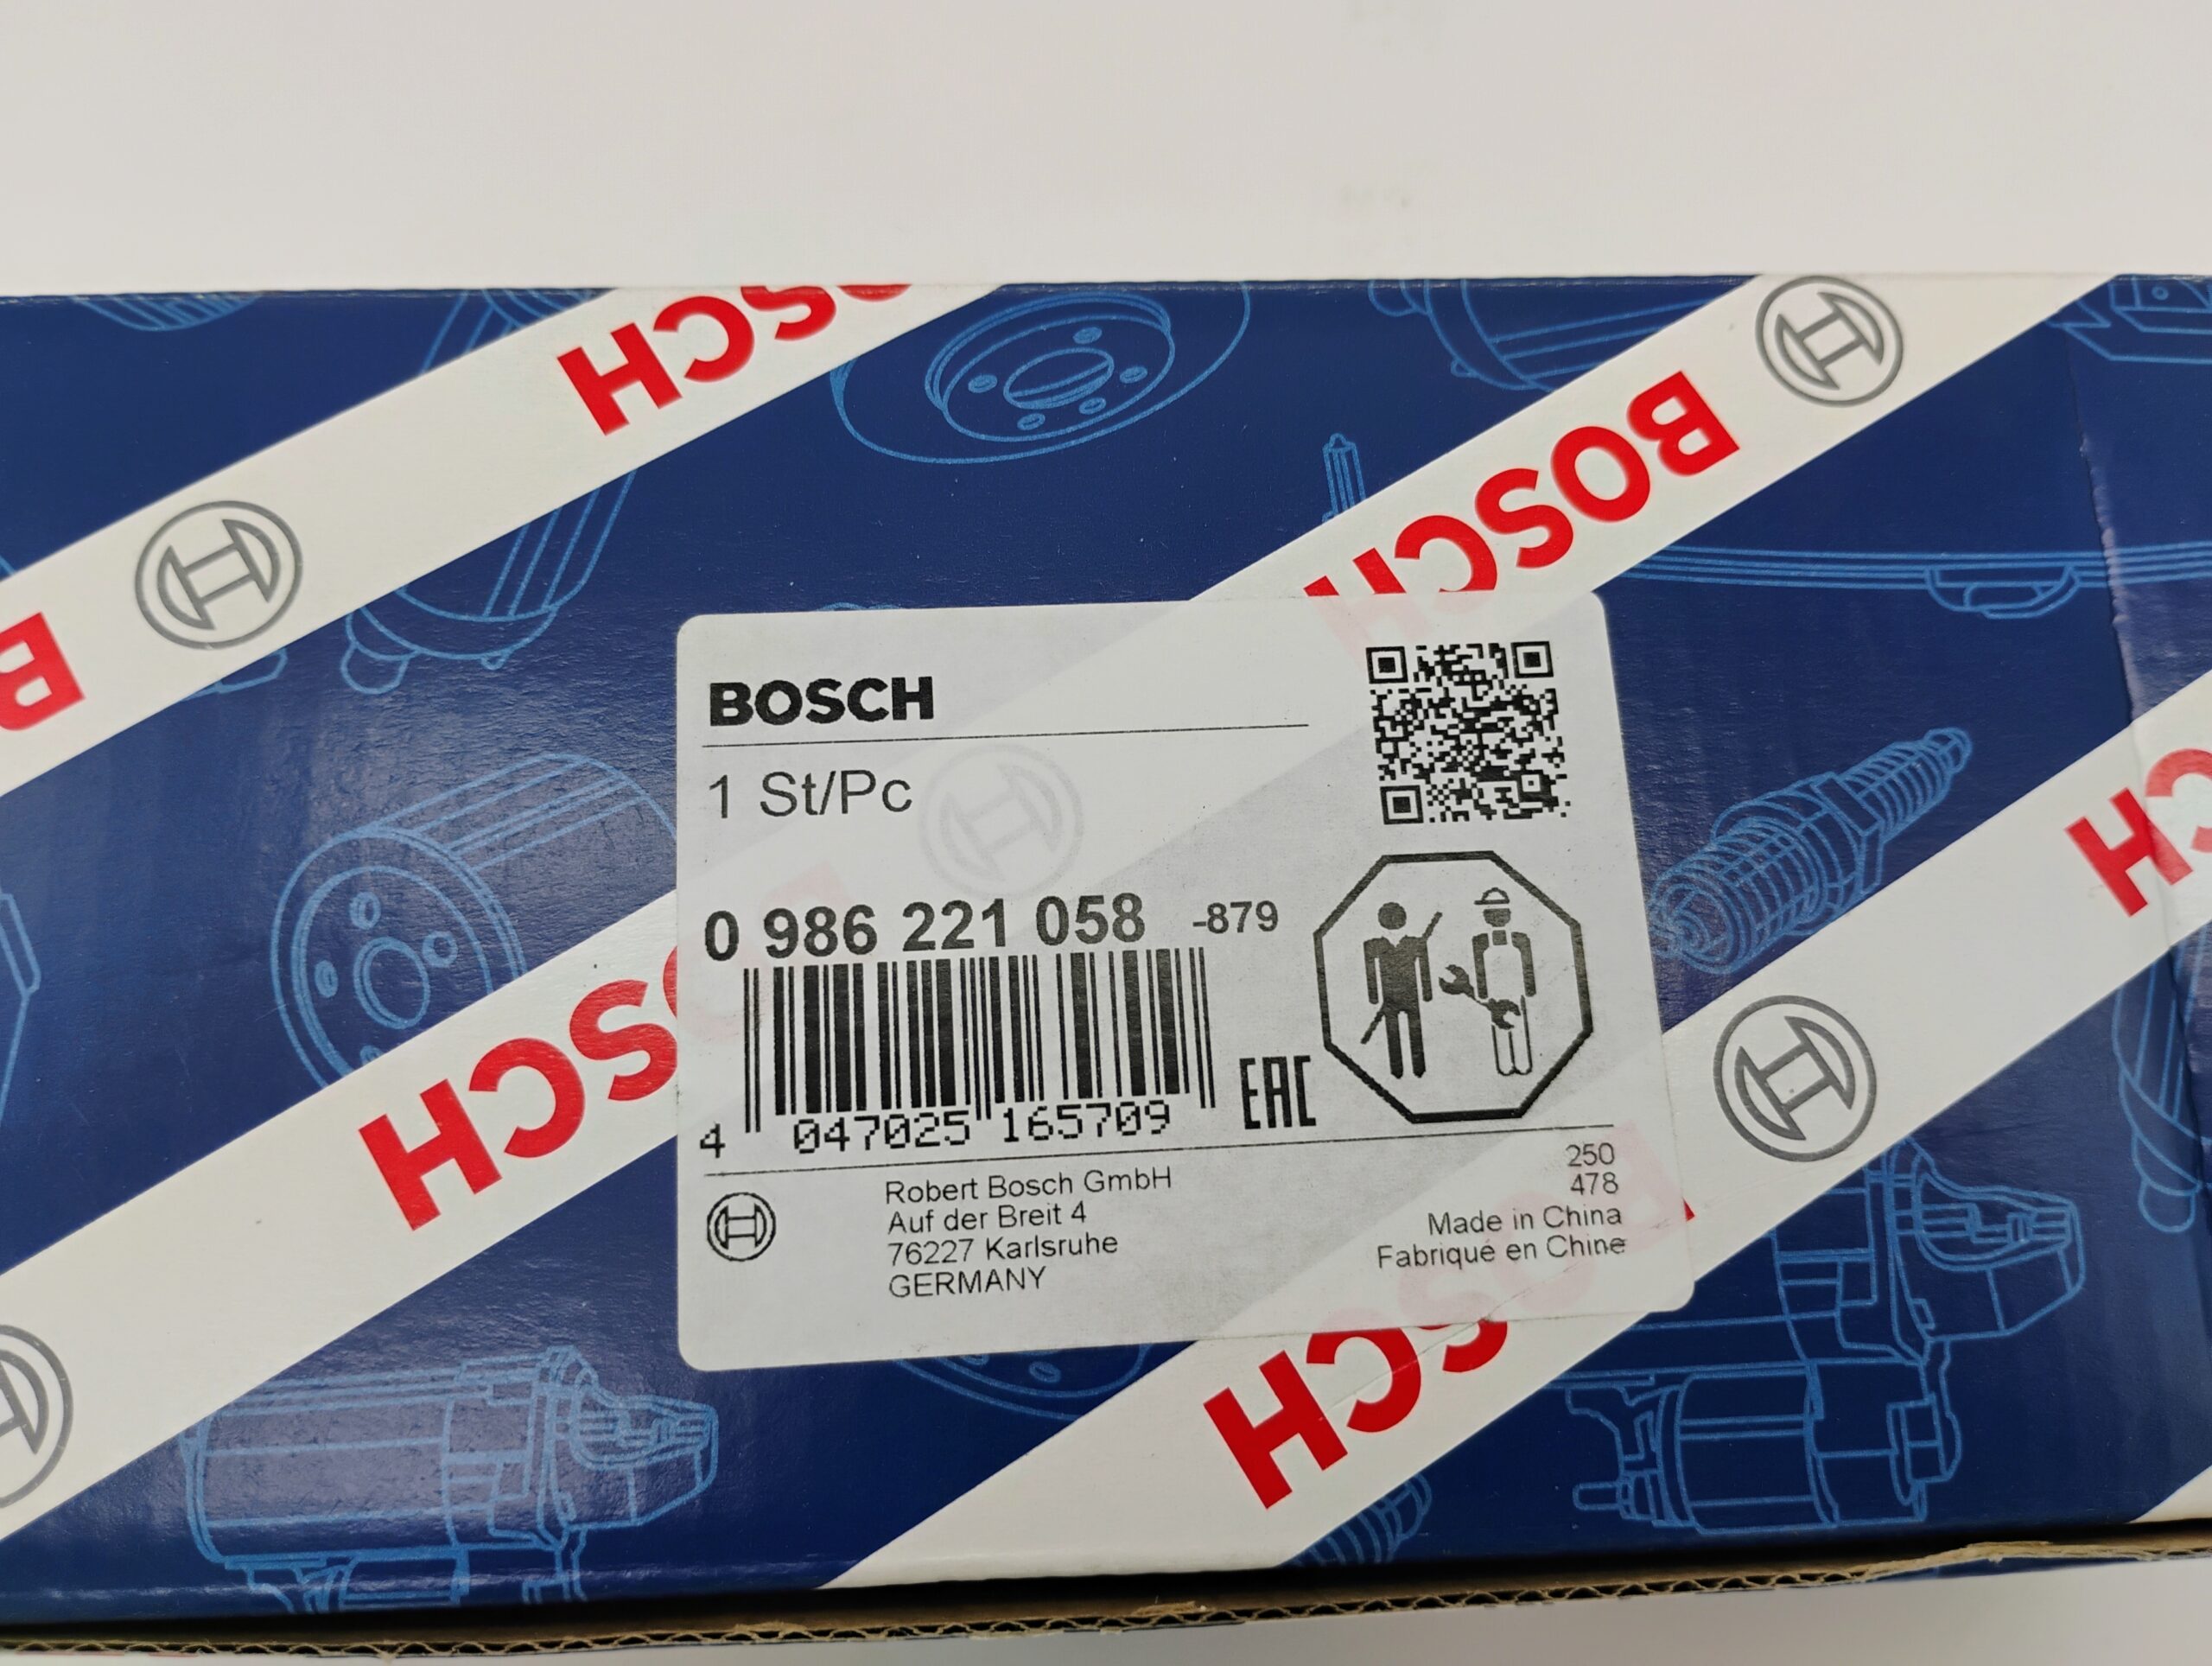 BOSCH
BOSCH
BOSCH
1 St/Pc
0 986 221 058 -879
4 047025 165709
EAC
Robert Bosch GmbH
Auf der Breit 4
76227 Karlsruhe
GERMANY
250
478
Made in China
Fabriqué en Chine
BOSCH
BOSCH